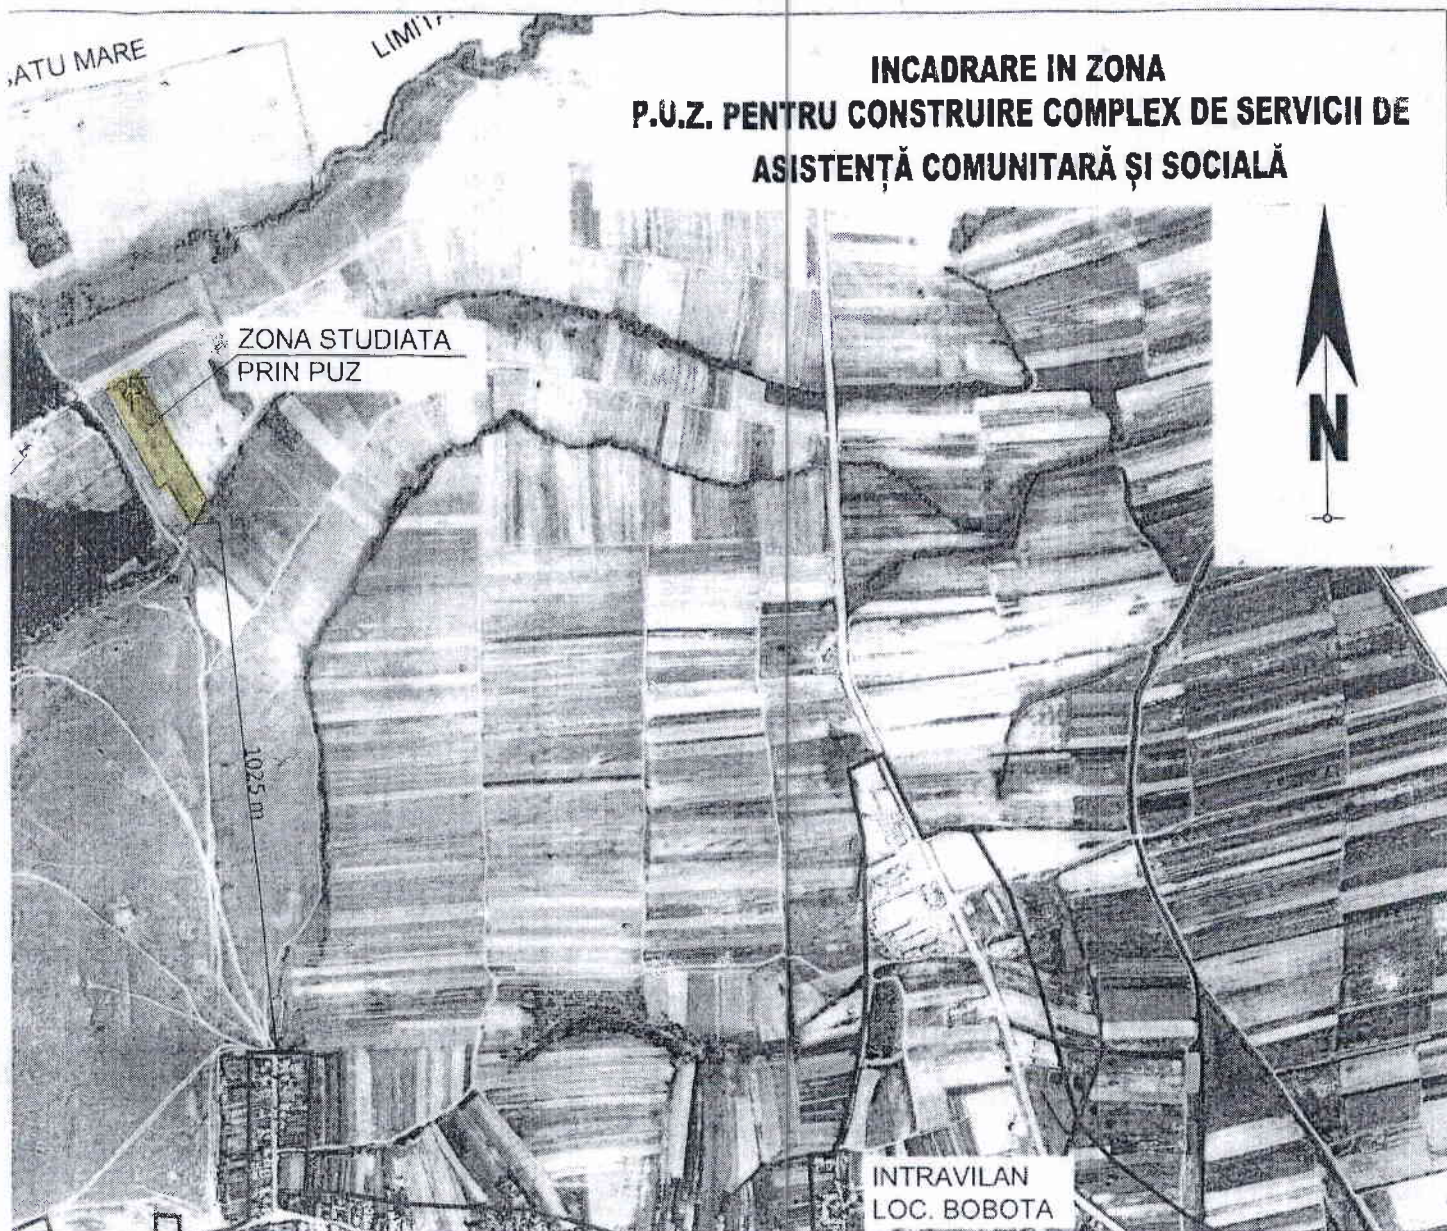 INCADRARE IN ZONA
P.U.Z. PENTRU CONSTRUIRE COMPLEX DE SERVICII DE
ASISTENȚĂ COMUNITARĂ ȘI SOCIALĂ
MARE
ZONA STUDIATA
PRIN PUZ
N
1025 m
INTRAVILAN
LOC. BOBOTA